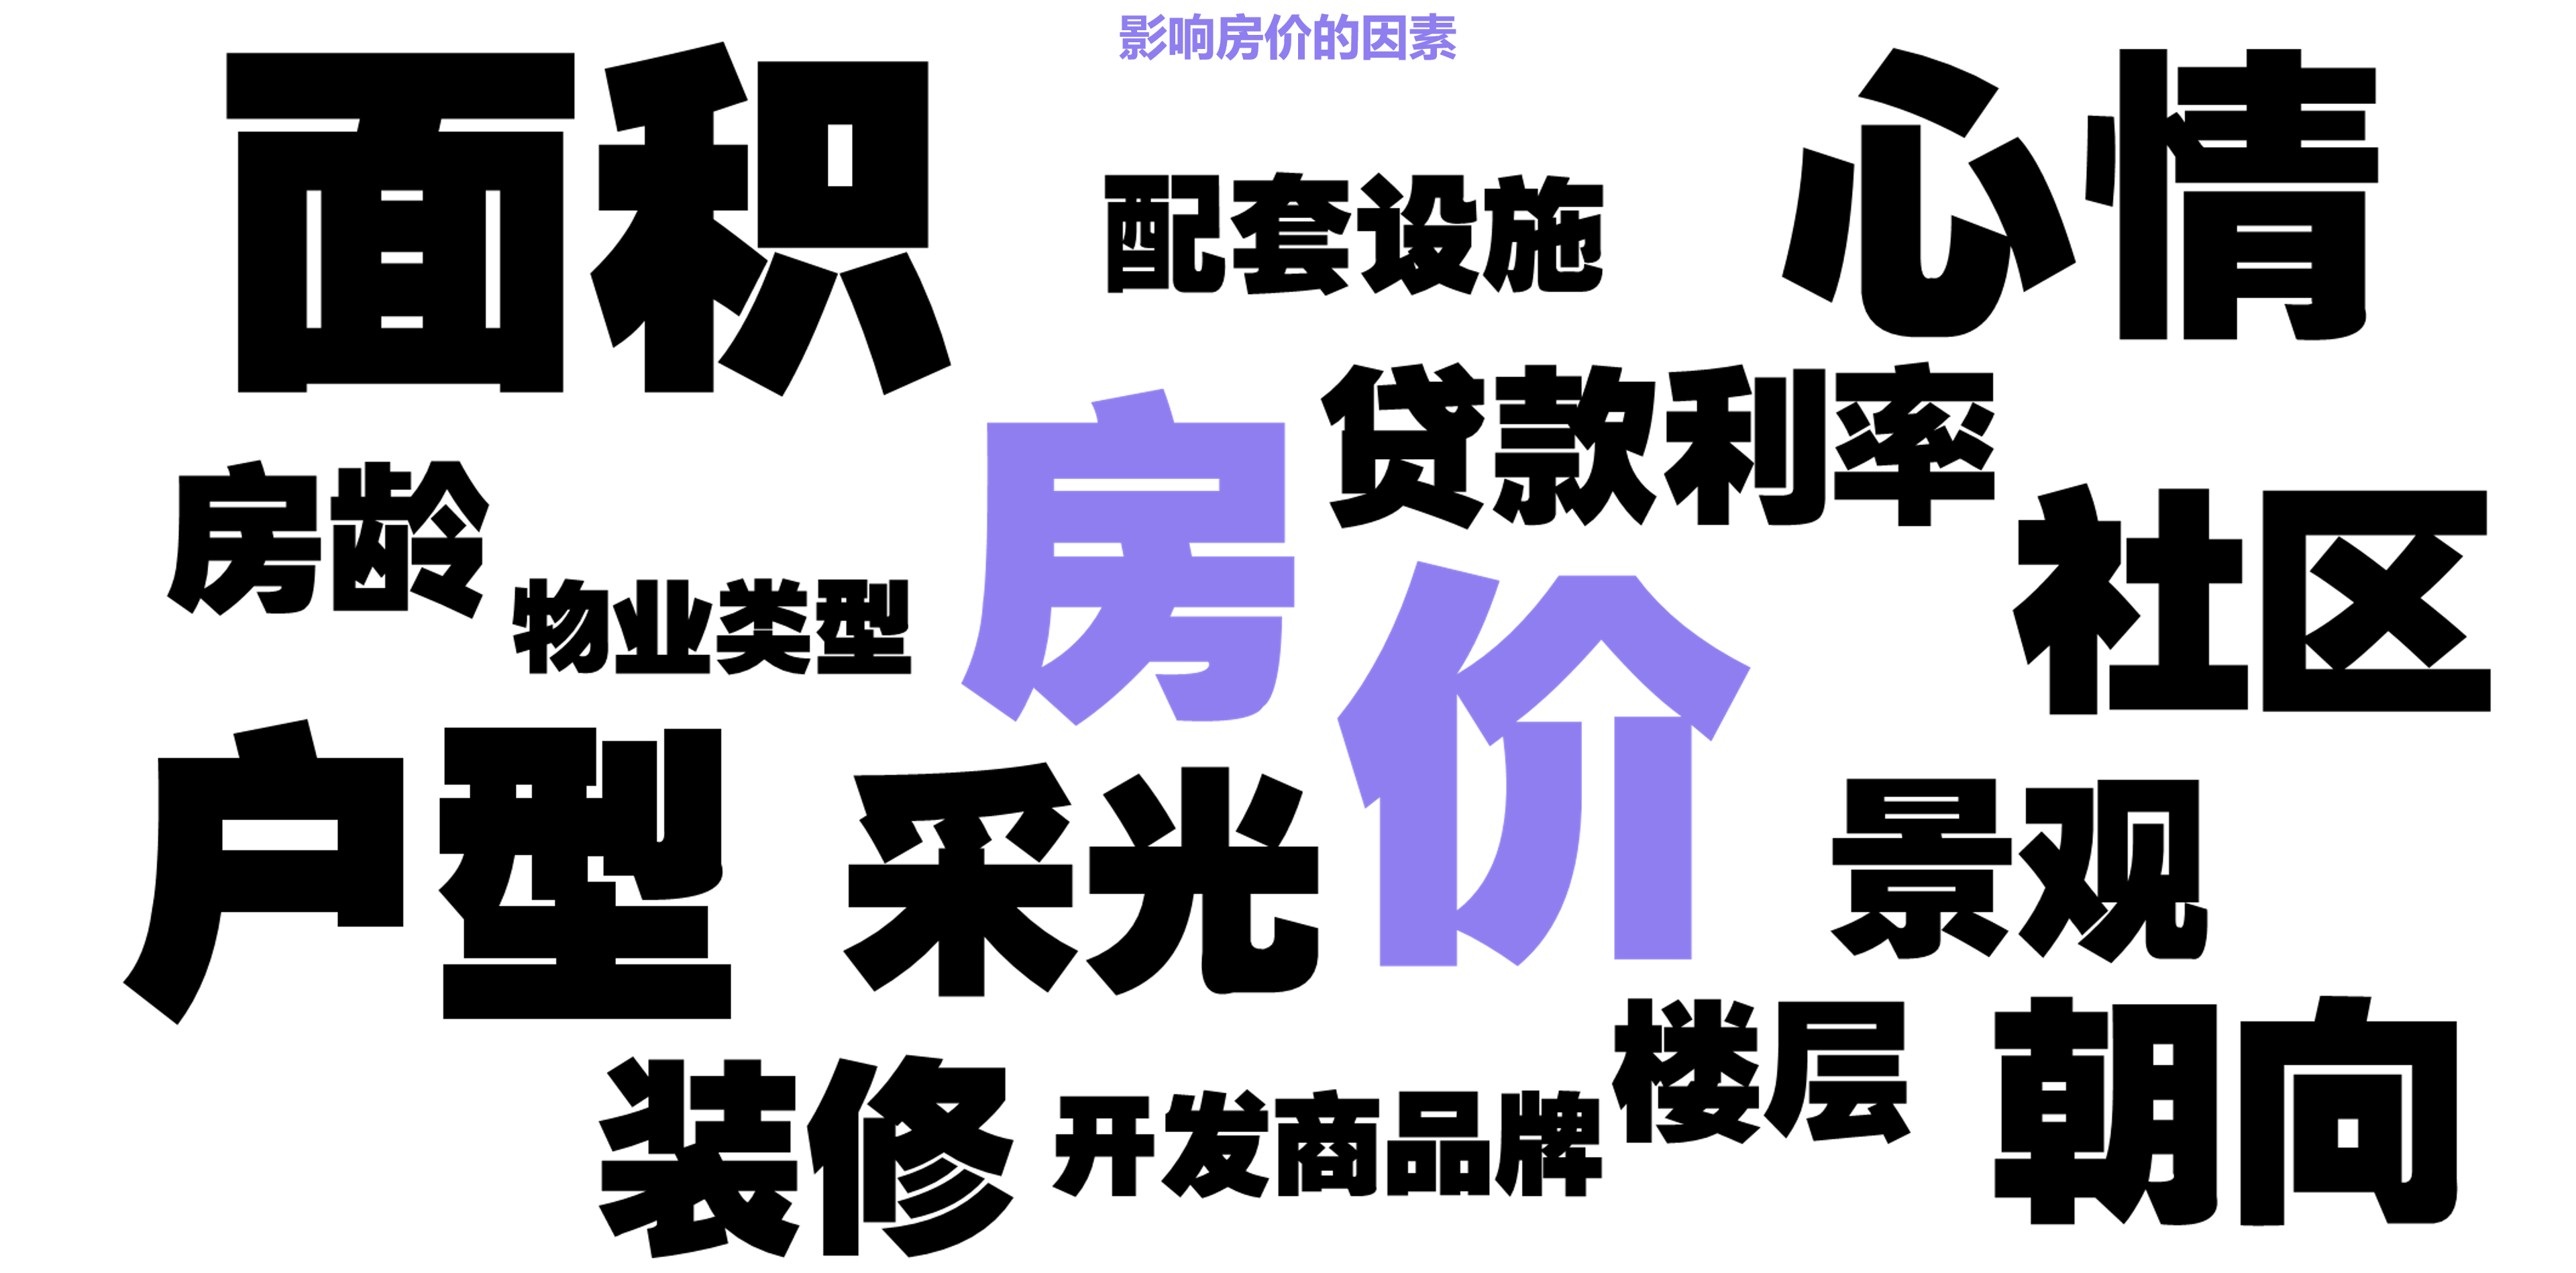 影响房价的因素
面积
心情
配套设施
贷款利率
房价
房龄
社区
物业类型
户型
采光
景观
楼层
朝向
装修
开发商品牌